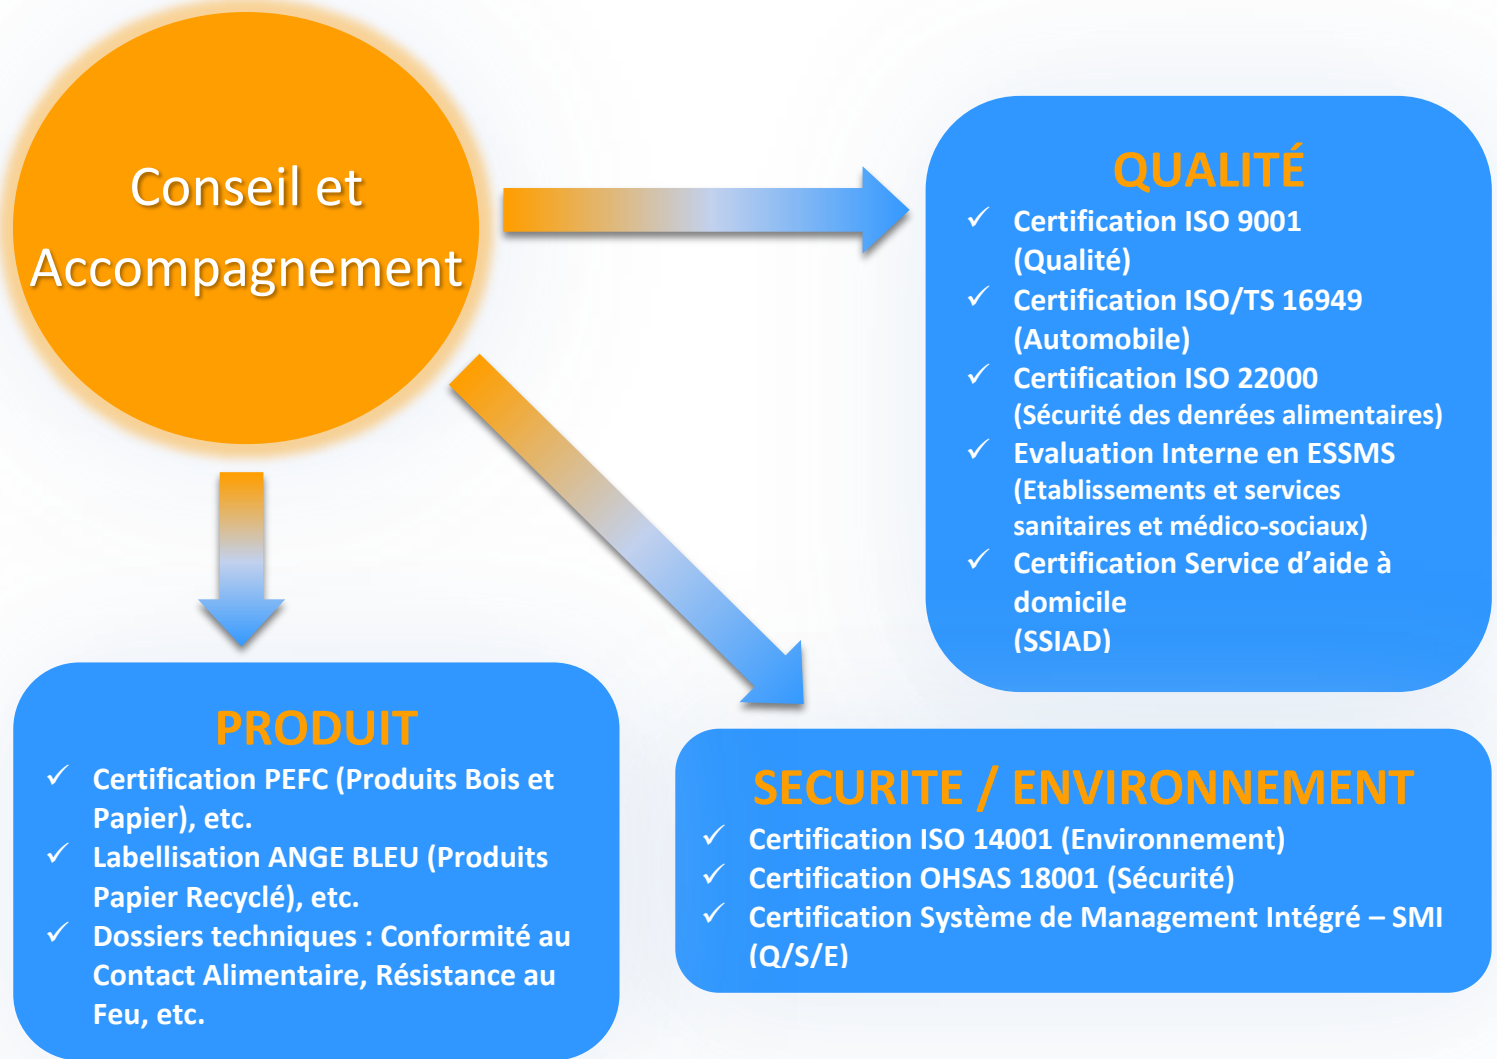 Conseil et
Accompagnement
QUALITÉ
✓ Certification ISO 9001
(Qualité)
✓ Certification ISO/TS 16949
(Automobile)
✓ Certification ISO 22000
(Sécurité des denrées alimentaires)
✓ Evaluation Interne en ESSMS
(Etablissements et services
sanitaires et médico-sociaux)
✓ Certification Service d’aide à
domicile
(SSIAD)
PRODUIT
✓ Certification PEFC (Produits Bois et
Papier), etc.
✓ Labellisation ANGE BLEU (Produits
Papier Recyclé), etc.
✓ Dossiers techniques : Conformité au
Contact Alimentaire, Résistance au
Feu, etc.
SECURITE / ENVIRONNEMENT
✓ Certification ISO 14001 (Environnement)
✓ Certification OHSAS 18001 (Sécurité)
✓ Certification Système de Management Intégré – SMI
(Q/S/E)